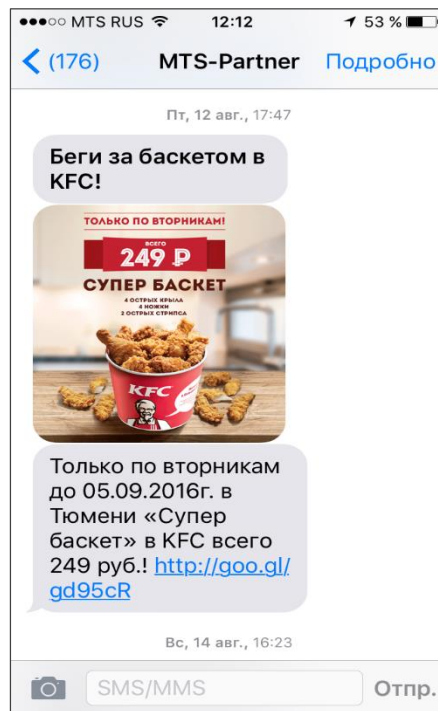 MTS RUS 12:12 53 %
(176) MTS-Partner Подробно
Пт, 12 авг., 17:47
Беги за баскетом в
KFC!
ТОЛЬКО ПО ВТОРНИКАМ!
ВСЕГО
249 ₽
СУПЕР БАСКЕТ
4 ОСТРЫХ КРЫЛА
4 НОЖКИ
2 ОСТРЫХ СТРИПСА
KFC
Только по вторникам
до 05.09.2016г. в
Тюмени «Супер
баскет» в KFC всего
249 руб.! http://goo.gl/
gd95cR
Вс, 14 авг., 16:23
SMS/MMS Отпр.